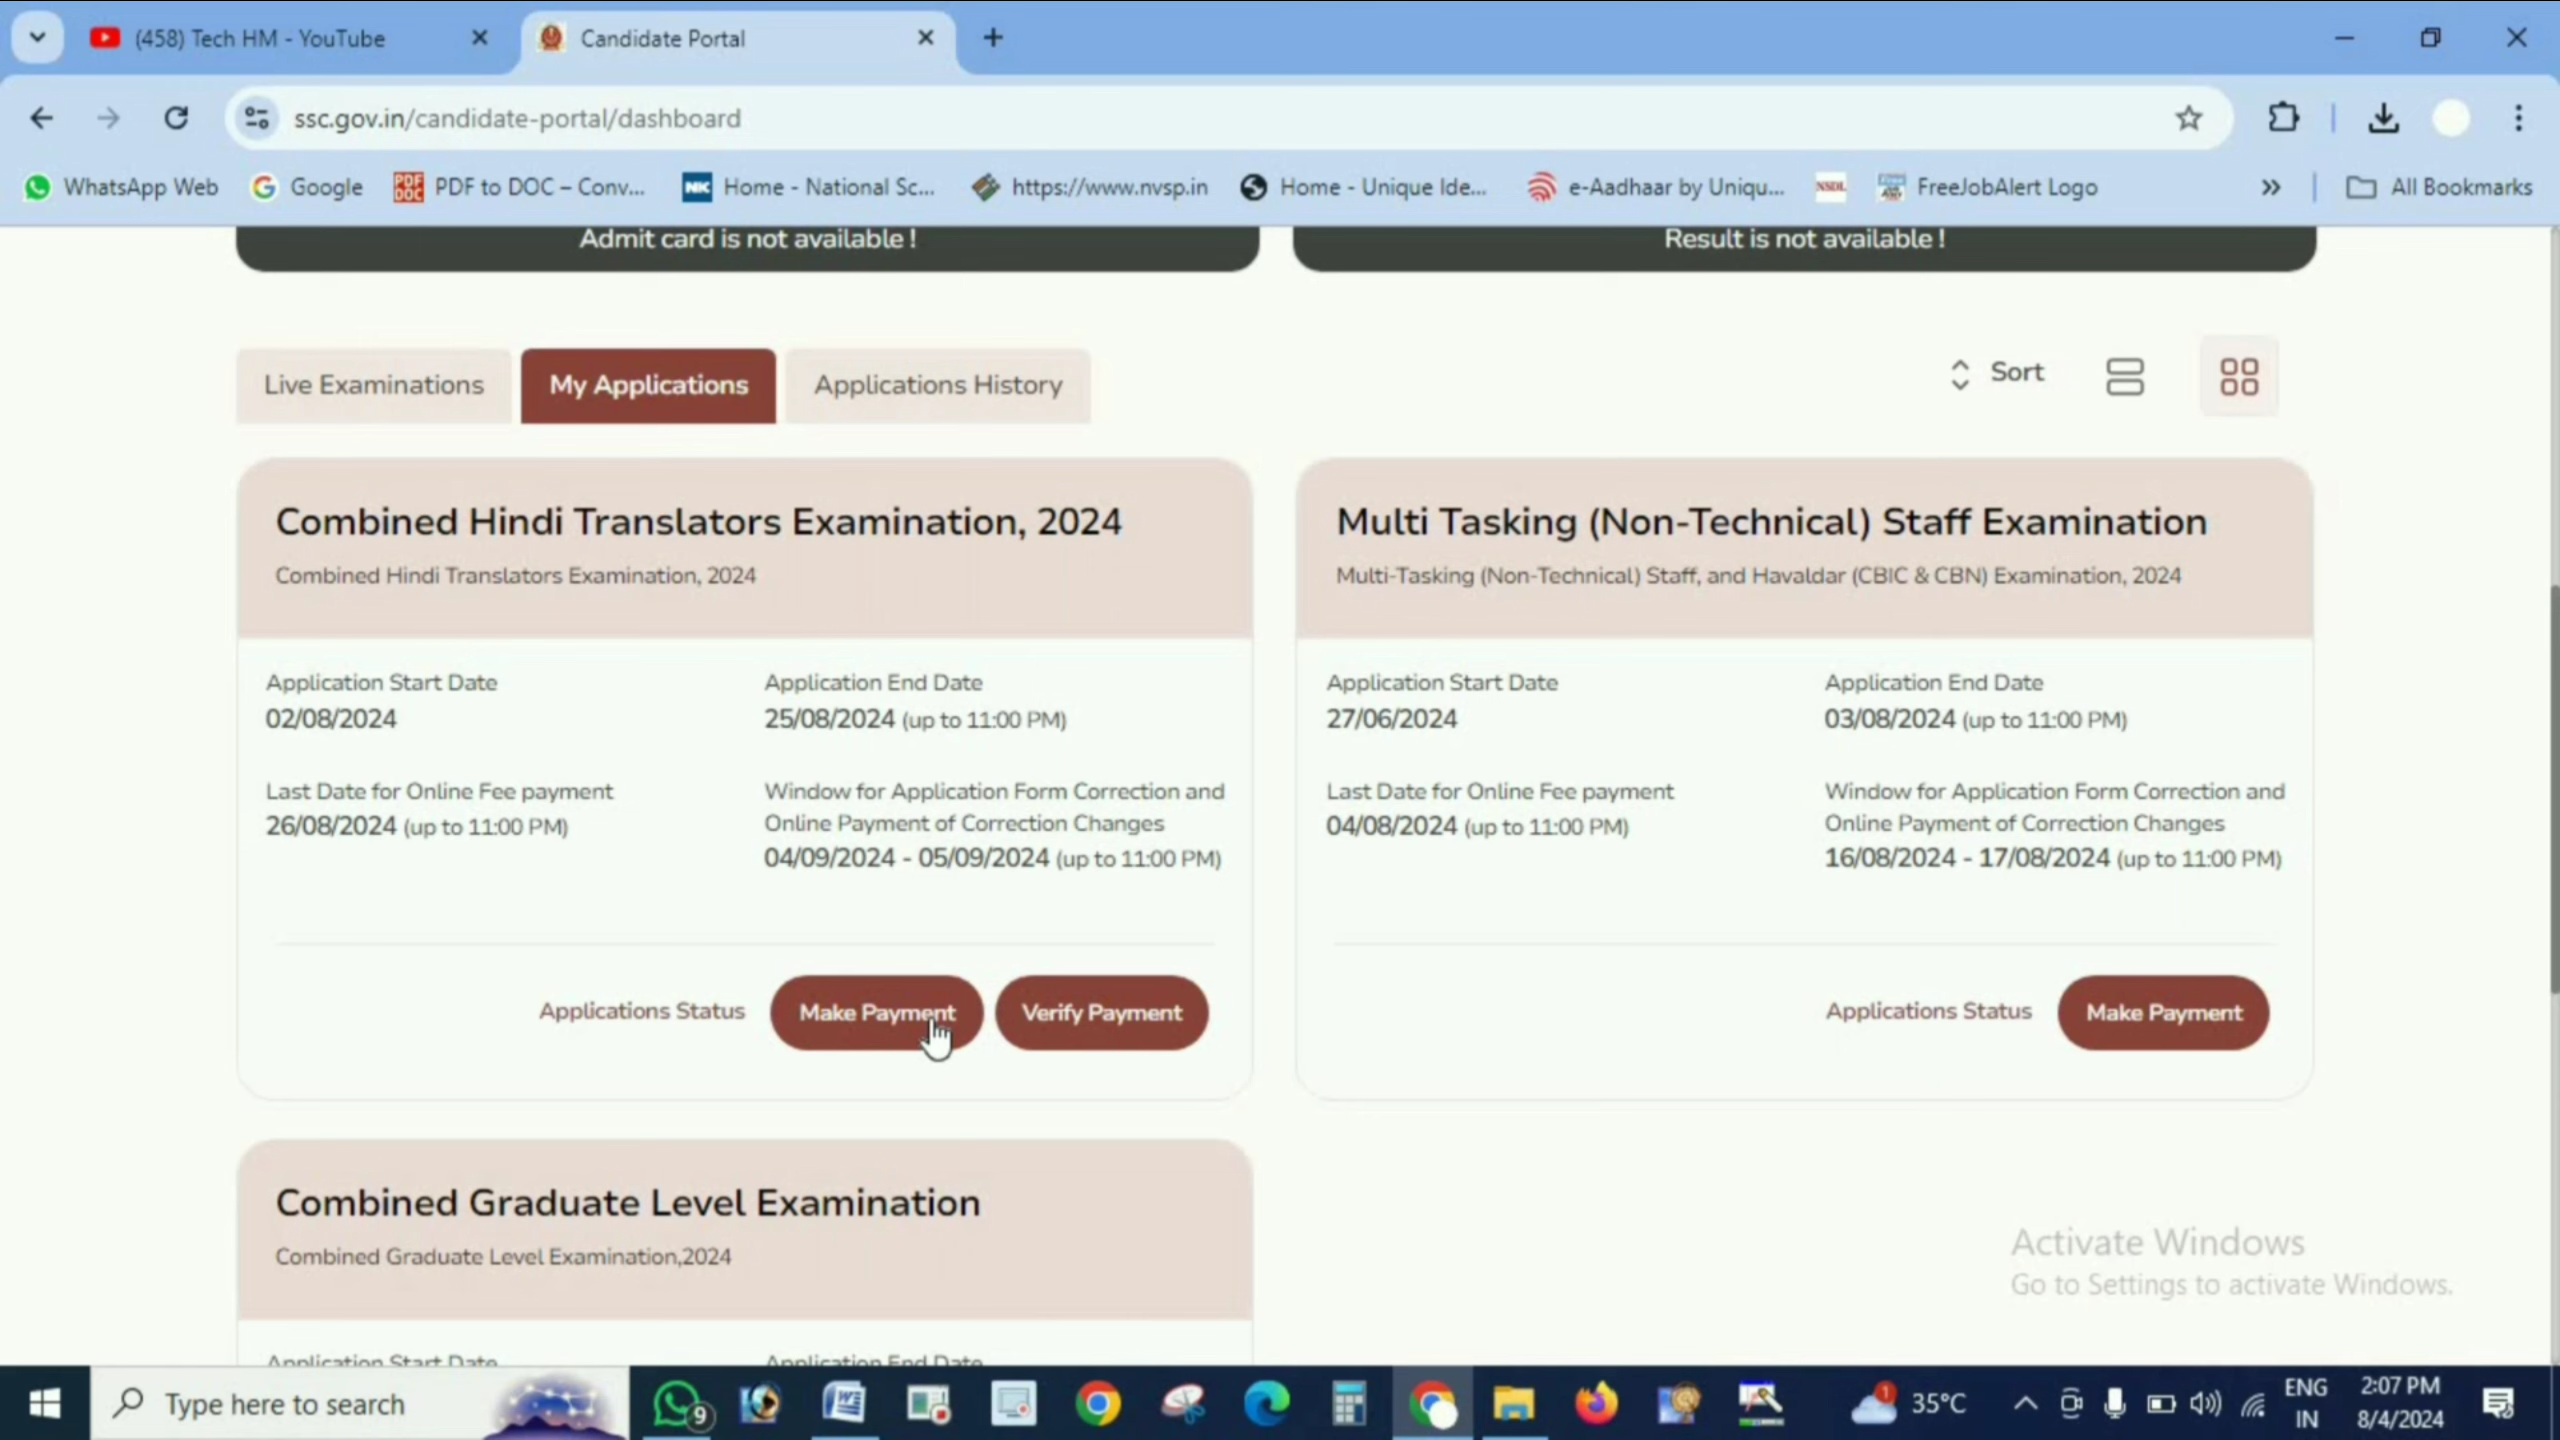 (458) Tech HM - YouTube
Candidate Portal
ssc.gov.in/candidate-portal/dashboard
WhatsApp Web
Google
PDF to DOC – Conv...
Home - National Sc...
https://www.nvsp.in
Home - Unique Ide...
e-Aadhaar by Uniqu...
NSDL
FreeJobAlert Logo
»
All Bookmarks
Admit card is not available !
Result is not available !
Live Examinations
My Applications
Applications History
Sort
Combined Hindi Translators Examination, 2024
Combined Hindi Translators Examination, 2024
Application Start Date
02/08/2024
Application End Date
25/08/2024 (up to 11:00 PM)
Last Date for Online Fee payment
26/08/2024 (up to 11:00 PM)
Window for Application Form Correction and
Online Payment of Correction Changes
04/09/2024 - 05/09/2024 (up to 11:00 PM)
Applications Status
Make Payment
Verify Payment
Multi Tasking (Non-Technical) Staff Examination
Multi-Tasking (Non-Technical) Staff, and Havaldar (CBIC & CBN) Examination, 2024
Application Start Date
27/06/2024
Application End Date
03/08/2024 (up to 11:00 PM)
Last Date for Online Fee payment
04/08/2024 (up to 11:00 PM)
Window for Application Form Correction and
Online Payment of Correction Changes
16/08/2024 - 17/08/2024 (up to 11:00 PM)
Applications Status
Make Payment
Combined Graduate Level Examination
Combined Graduate Level Examination,2024
Application Start Date
Application End Date
Activate Windows
Go to Settings to activate Windows.
Type here to search
9
1
35°C
ENG
IN
2:07 PM
8/4/2024